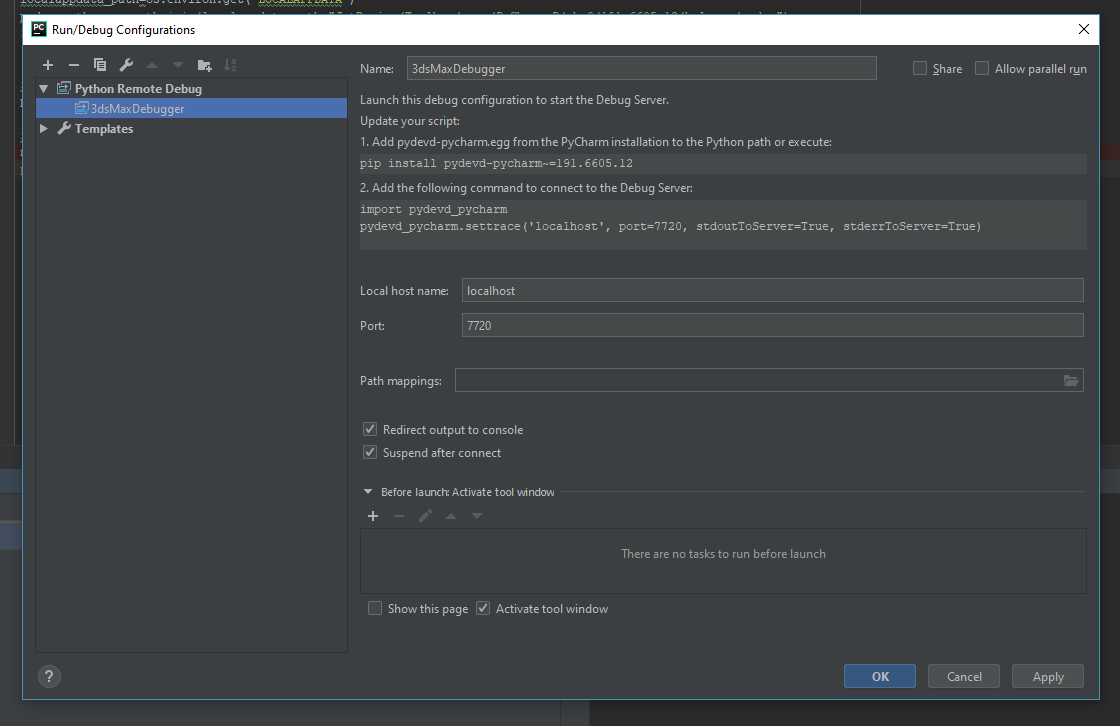 PC Run/Debug Configurations
Name: 3dsMaxDebugger Share Allow parallel run
Python Remote Debug
3dsMaxDebugger
Templates
Launch this debug configuration to start the Debug Server.
Update your script:
1. Add pydevd-pycharm.egg from the PyCharm installation to the Python path or execute:
pip install pydevd-pycharm~=191.6605.12
2. Add the following command to connect to the Debug Server:
import pydevd_pycharm
pydevd_pycharm.settrace('localhost', port=7720, stdoutToServer=True, stderrToServer=True)
Local host name: localhost
Port: 7720
Path mappings:
Redirect output to console
Suspend after connect
Before launch: Activate tool window
There are no tasks to run before launch
Show this page Activate tool window
? OK Cancel Apply